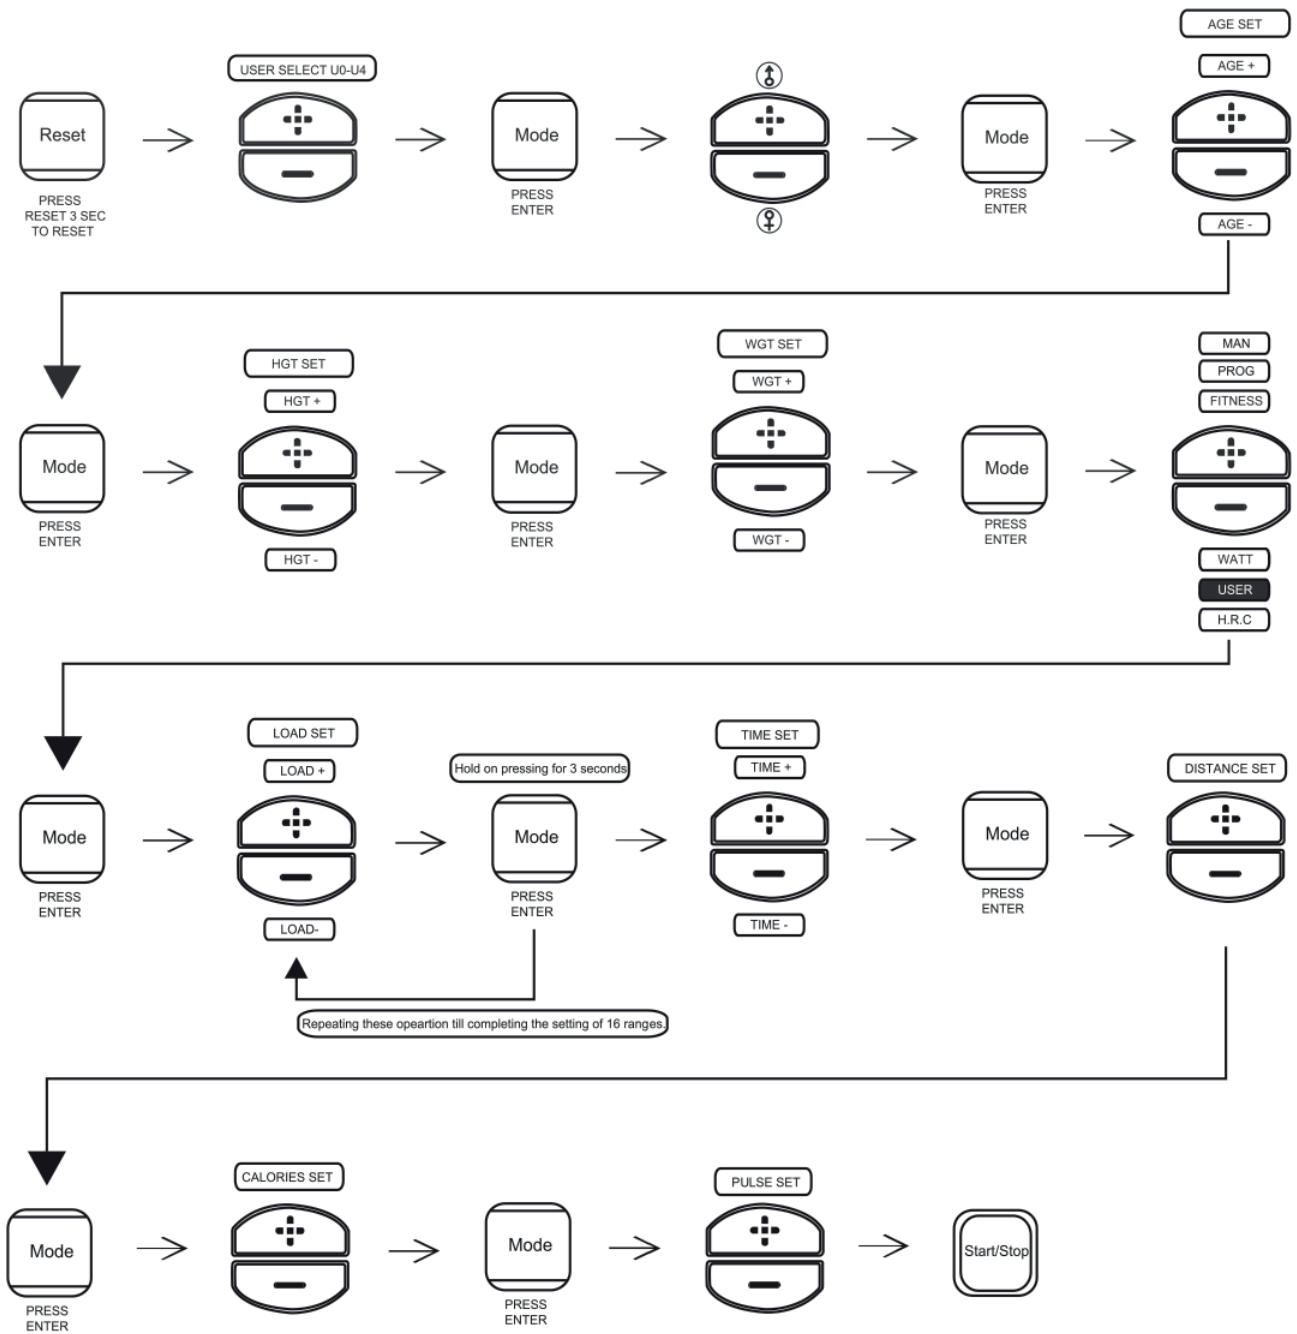 AGE SET
USER SELECT U0-U4
AGE +
Reset
Mode
Mode
PRESS
RESET 3 SEC
TO RESET
PRESS
ENTER
PRESS
ENTER
AGE -
HGT SET
HGT +
WGT SET
WGT +
MAN
PROG
FITNESS
Mode
Mode
Mode
PRESS
ENTER
HGT -
PRESS
ENTER
WGT -
PRESS
ENTER
WATT
USER
H.R.C
LOAD SET
LOAD +
Hold on pressing for 3 seconds
TIME SET
TIME +
DISTANCE SET
Mode
Mode
Mode
PRESS
ENTER
LOAD-
PRESS
ENTER
TIME -
PRESS
ENTER
Repeating these opeartion till completing the setting of 16 ranges.
CALORIES SET
PULSE SET
Mode
Mode
Start/Stop
PRESS
ENTER
PRESS
ENTER